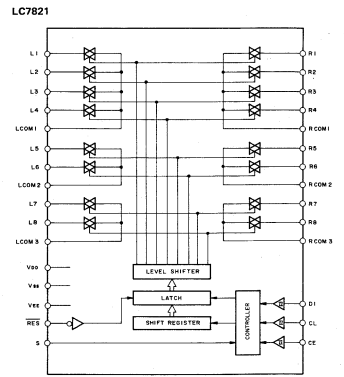 LC7821
L1 R1
L2 R2
L3 R3
L4 R4
LCOM1 RCOM1
L5 R5
L6 R6
LCOM2 RCOM2
L7 R7
L8 R8
LCOM3 RCOM3
VDD LEVEL SHIFTER
VSS
VEE LATCH DI
RES SHIFT REGISTER CONTROLLER CL
S CE